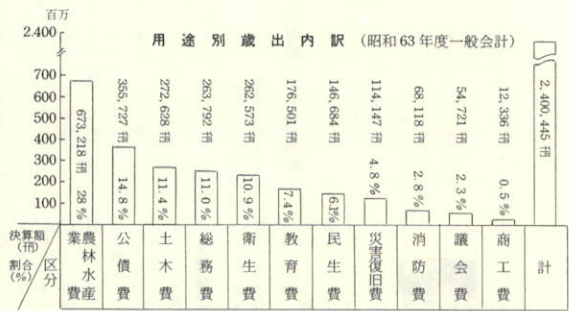 百万
用途別歳出内訳 (昭和63年度一般会計)
2.400
700
600
500
400
300
200
100
673,218千円
28%
355,727千円
14.8%
272,628千円
11.4%
263,792千円
11.0%
262,573千円
10.9%
176,501千円
7.4%
146,684千円
6.1%
114,147千円
4.8%
68,118千円
2.8%
54,721千円
2.3%
12,336千円
0.5%
2,400,445千円
決算額(千円)
割合(%)
区分
農林水産業費
公債費
土木費
総務費
衛生費
教育費
民生費
災害復旧費
消防費
議会費
商工費
計